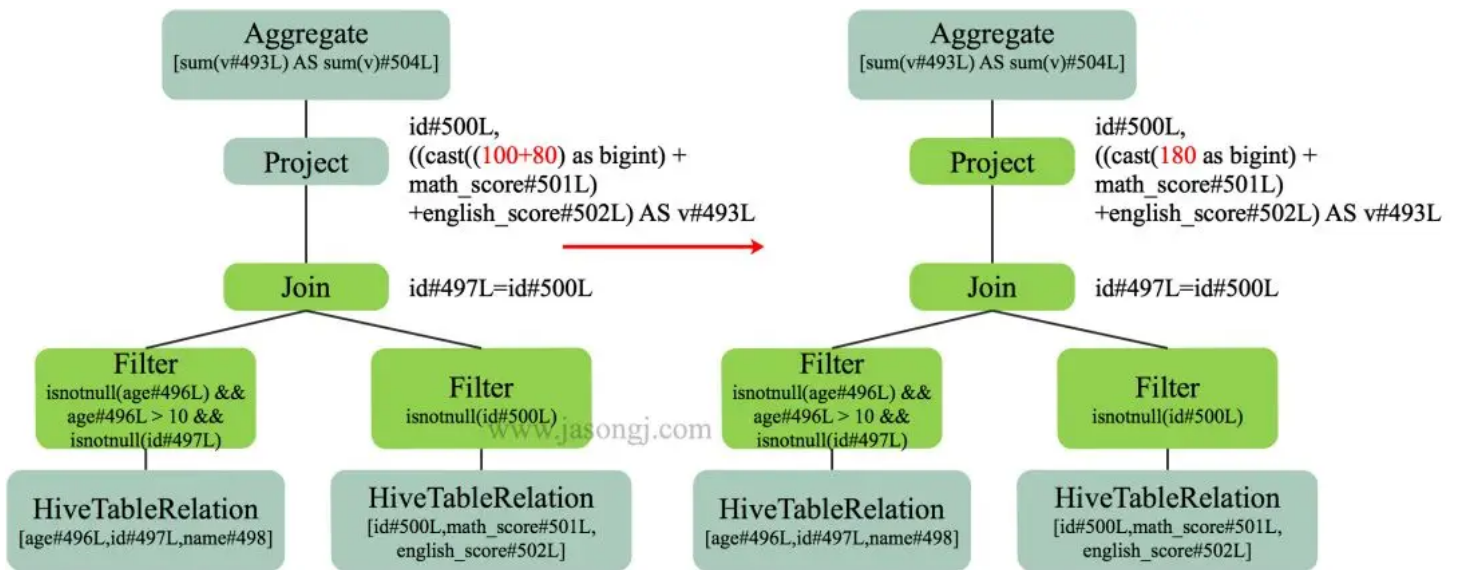 Aggregate
[sum(v#493L) AS sum(v)#504L]
Project
id#500L,
((cast((100+80) as bigint) +
math_score#501L)
+english_score#502L) AS v#493L
Join
id#497L=id#500L
Filter
isnotnull(age#496L) &&
age#496L > 10 &&
isnotnull(id#497L)
Filter
isnotnull(id#500L)
HiveTableRelation
[age#496L,id#497L,name#498]
HiveTableRelation
[id#500L,math_score#501L,
english_score#502L]
www.jasongj.com
Aggregate
[sum(v#493L) AS sum(v)#504L]
Project
id#500L,
((cast(180 as bigint) +
math_score#501L)
+english_score#502L) AS v#493L
Join
id#497L=id#500L
Filter
isnotnull(age#496L) &&
age#496L > 10 &&
isnotnull(id#497L)
Filter
isnotnull(id#500L)
HiveTableRelation
[age#496L,id#497L,name#498]
HiveTableRelation
[id#500L,math_score#501L,
english_score#502L]